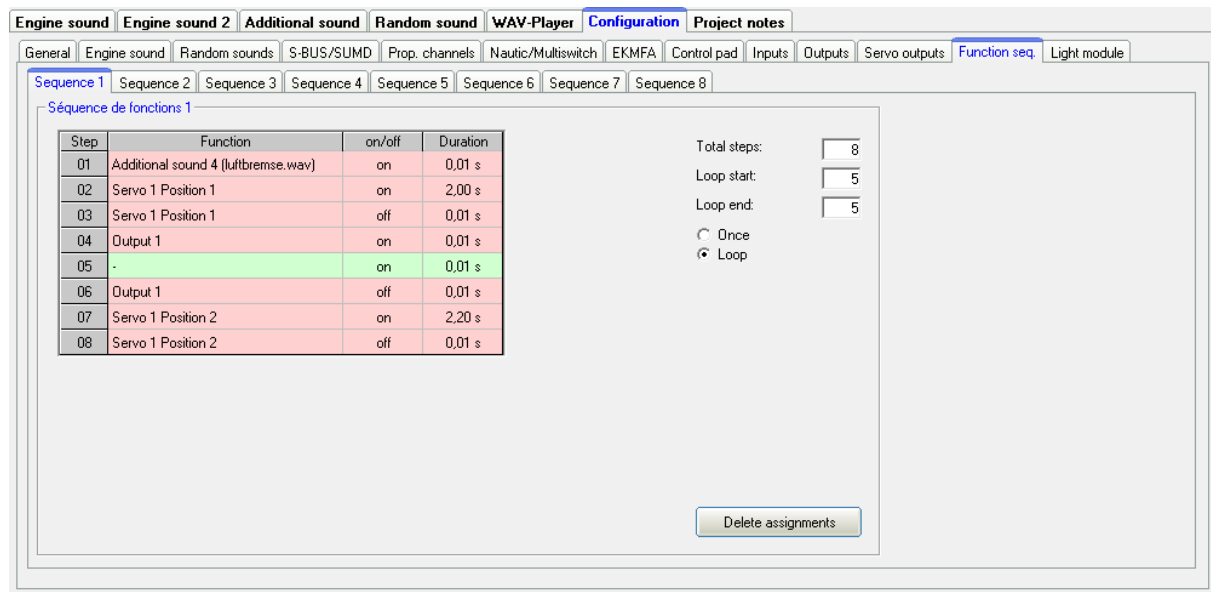 Engine sound Engine sound 2 Additional sound Random sound WAV-Player Configuration Project notes
General Engine sound Random sounds S-BUS/SUMD Prop. channels Nautic/Multiswitch EKMFA Control pad Inputs Outputs Servo outputs Function seq. Light module
Sequence 1 Sequence 2 Sequence 3 Sequence 4 Sequence 5 Sequence 6 Sequence 7 Sequence 8
Séquence de fonctions 1
Step Function on/off Duration
01 Additional sound 4 (luftbremse.wav) on 0,01 s
02 Servo 1 Position 1 on 2,00 s
03 Servo 1 Position 1 off 0,01 s
04 Output 1 on 0,01 s
05 - on 0,01 s
06 Output 1 off 0,01 s
07 Servo 1 Position 2 on 2,20 s
08 Servo 1 Position 2 off 0,01 s
Total steps: 8
Loop start: 5
Loop end: 5
Once
Loop
Delete assignments